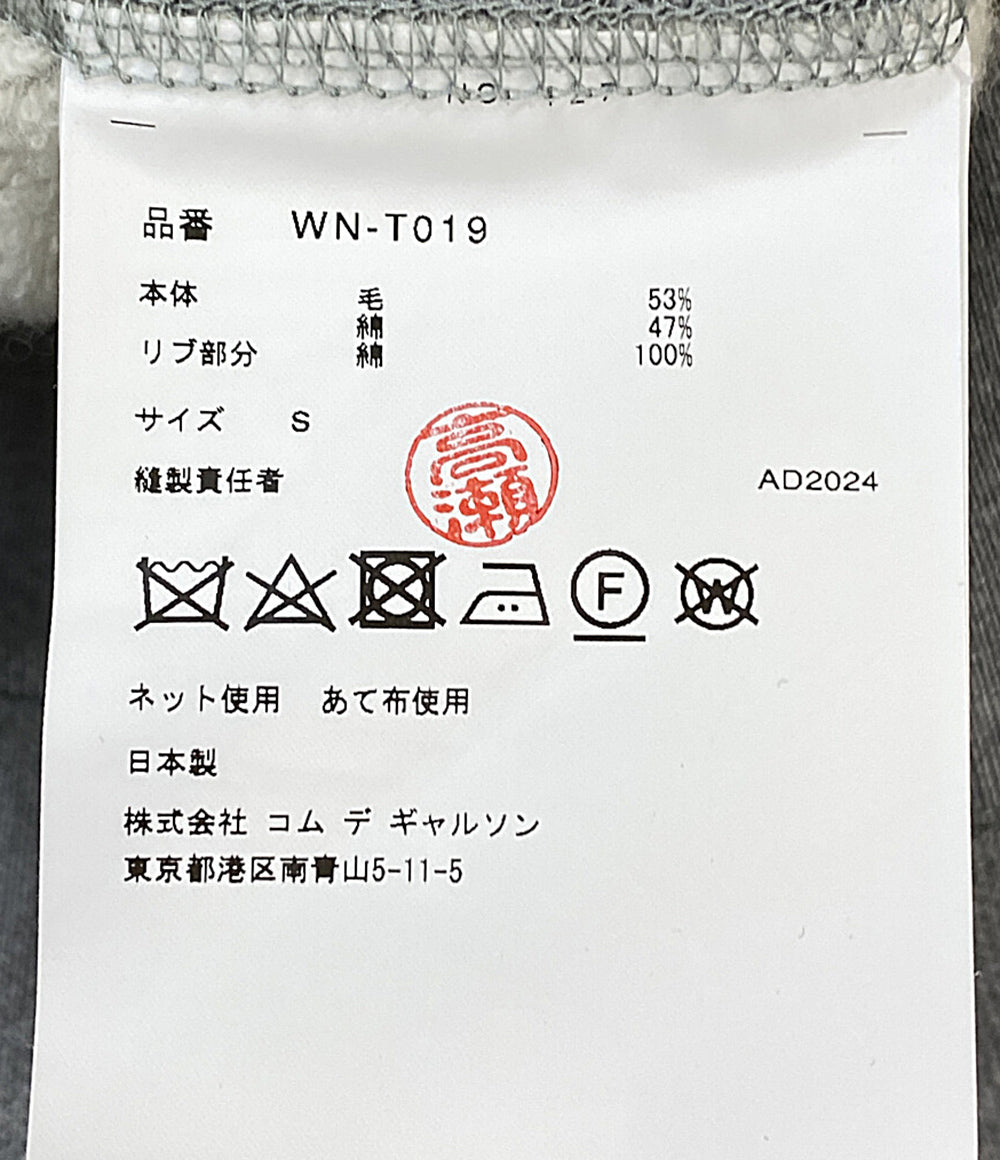 品番 WN-T019
本体 毛 53%
綿 47%
リブ部分 綿 100%
サイズ S
縫製責任者 高瀬 AD2024
F W
ネット使用 あて布使用
日本製
株式会社 コム デ ギャルソン
東京都港区南青山5-11-5